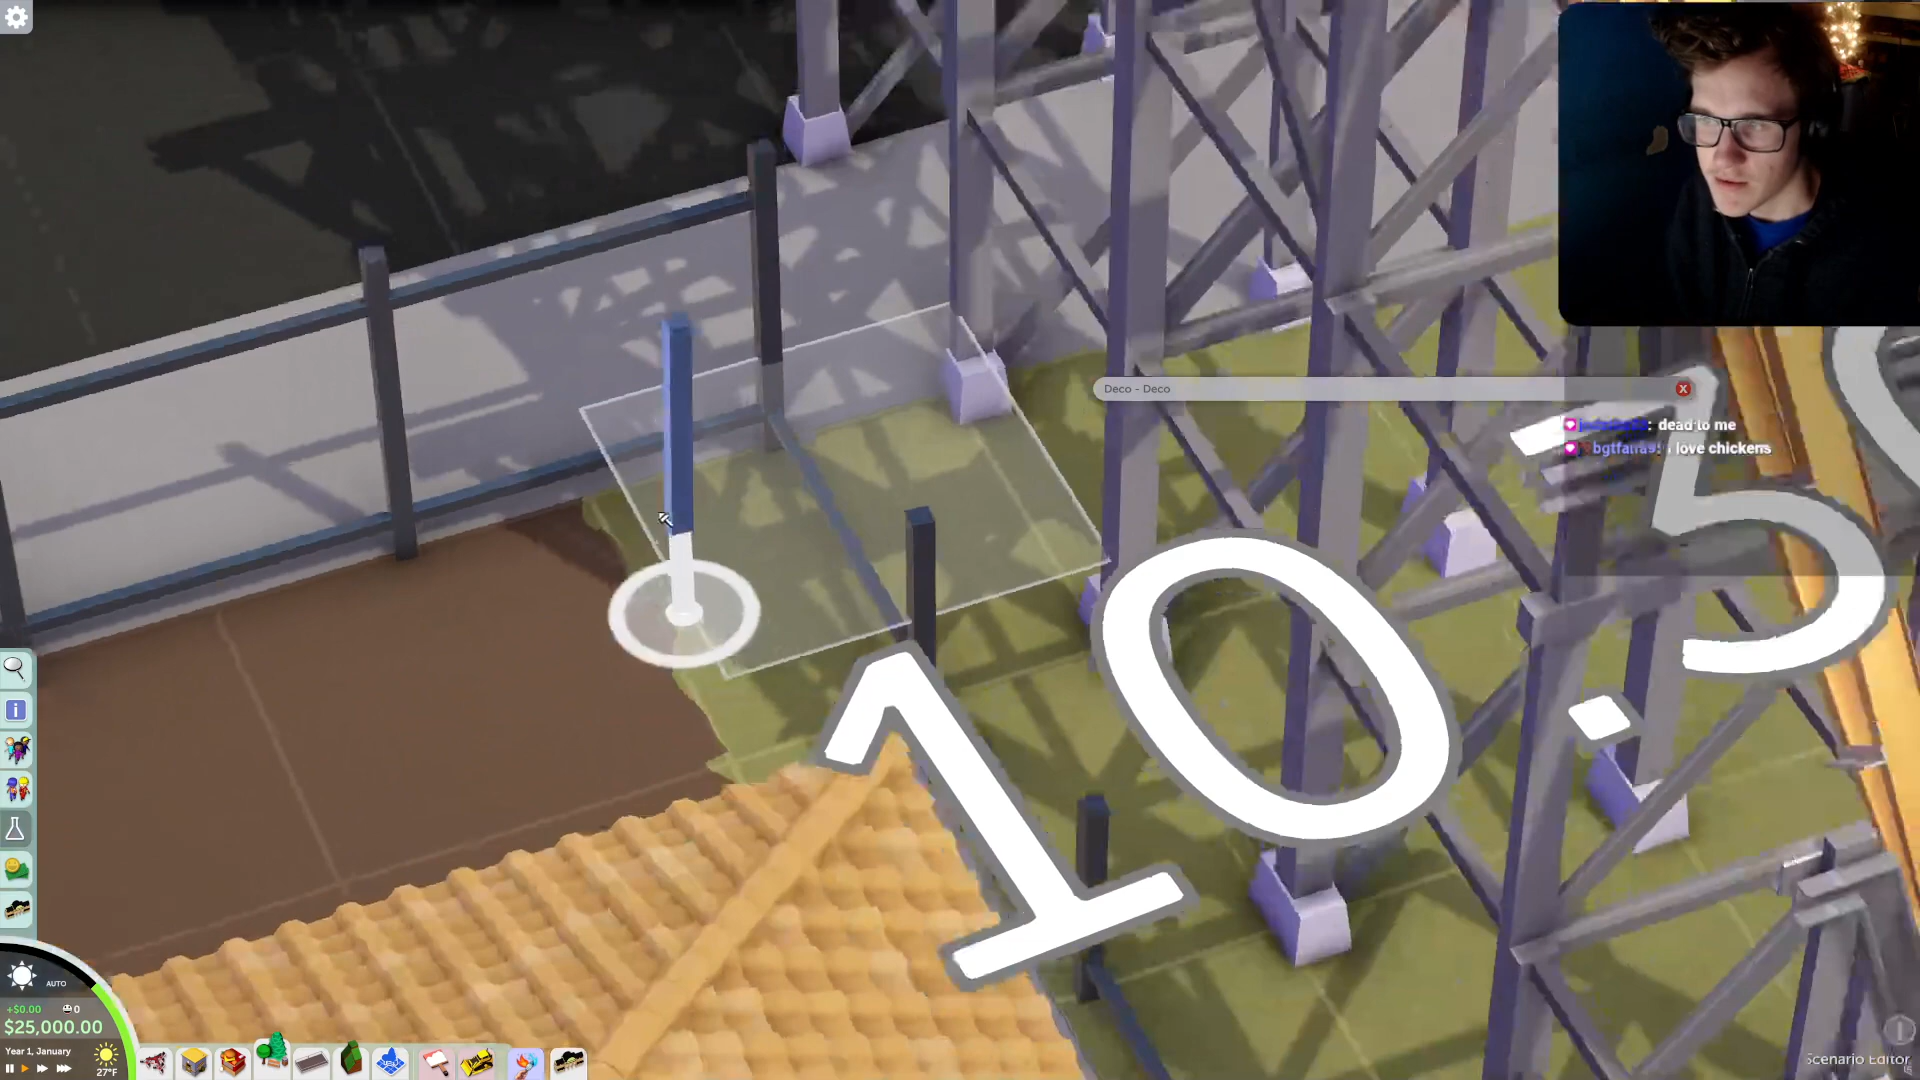 Deco - Deco
: dead to me
bgtfairas: i love chickens
10.5
AUTO
+$0.00 0
$25,000.00
Year 1, January
27°F
Scenario Editor